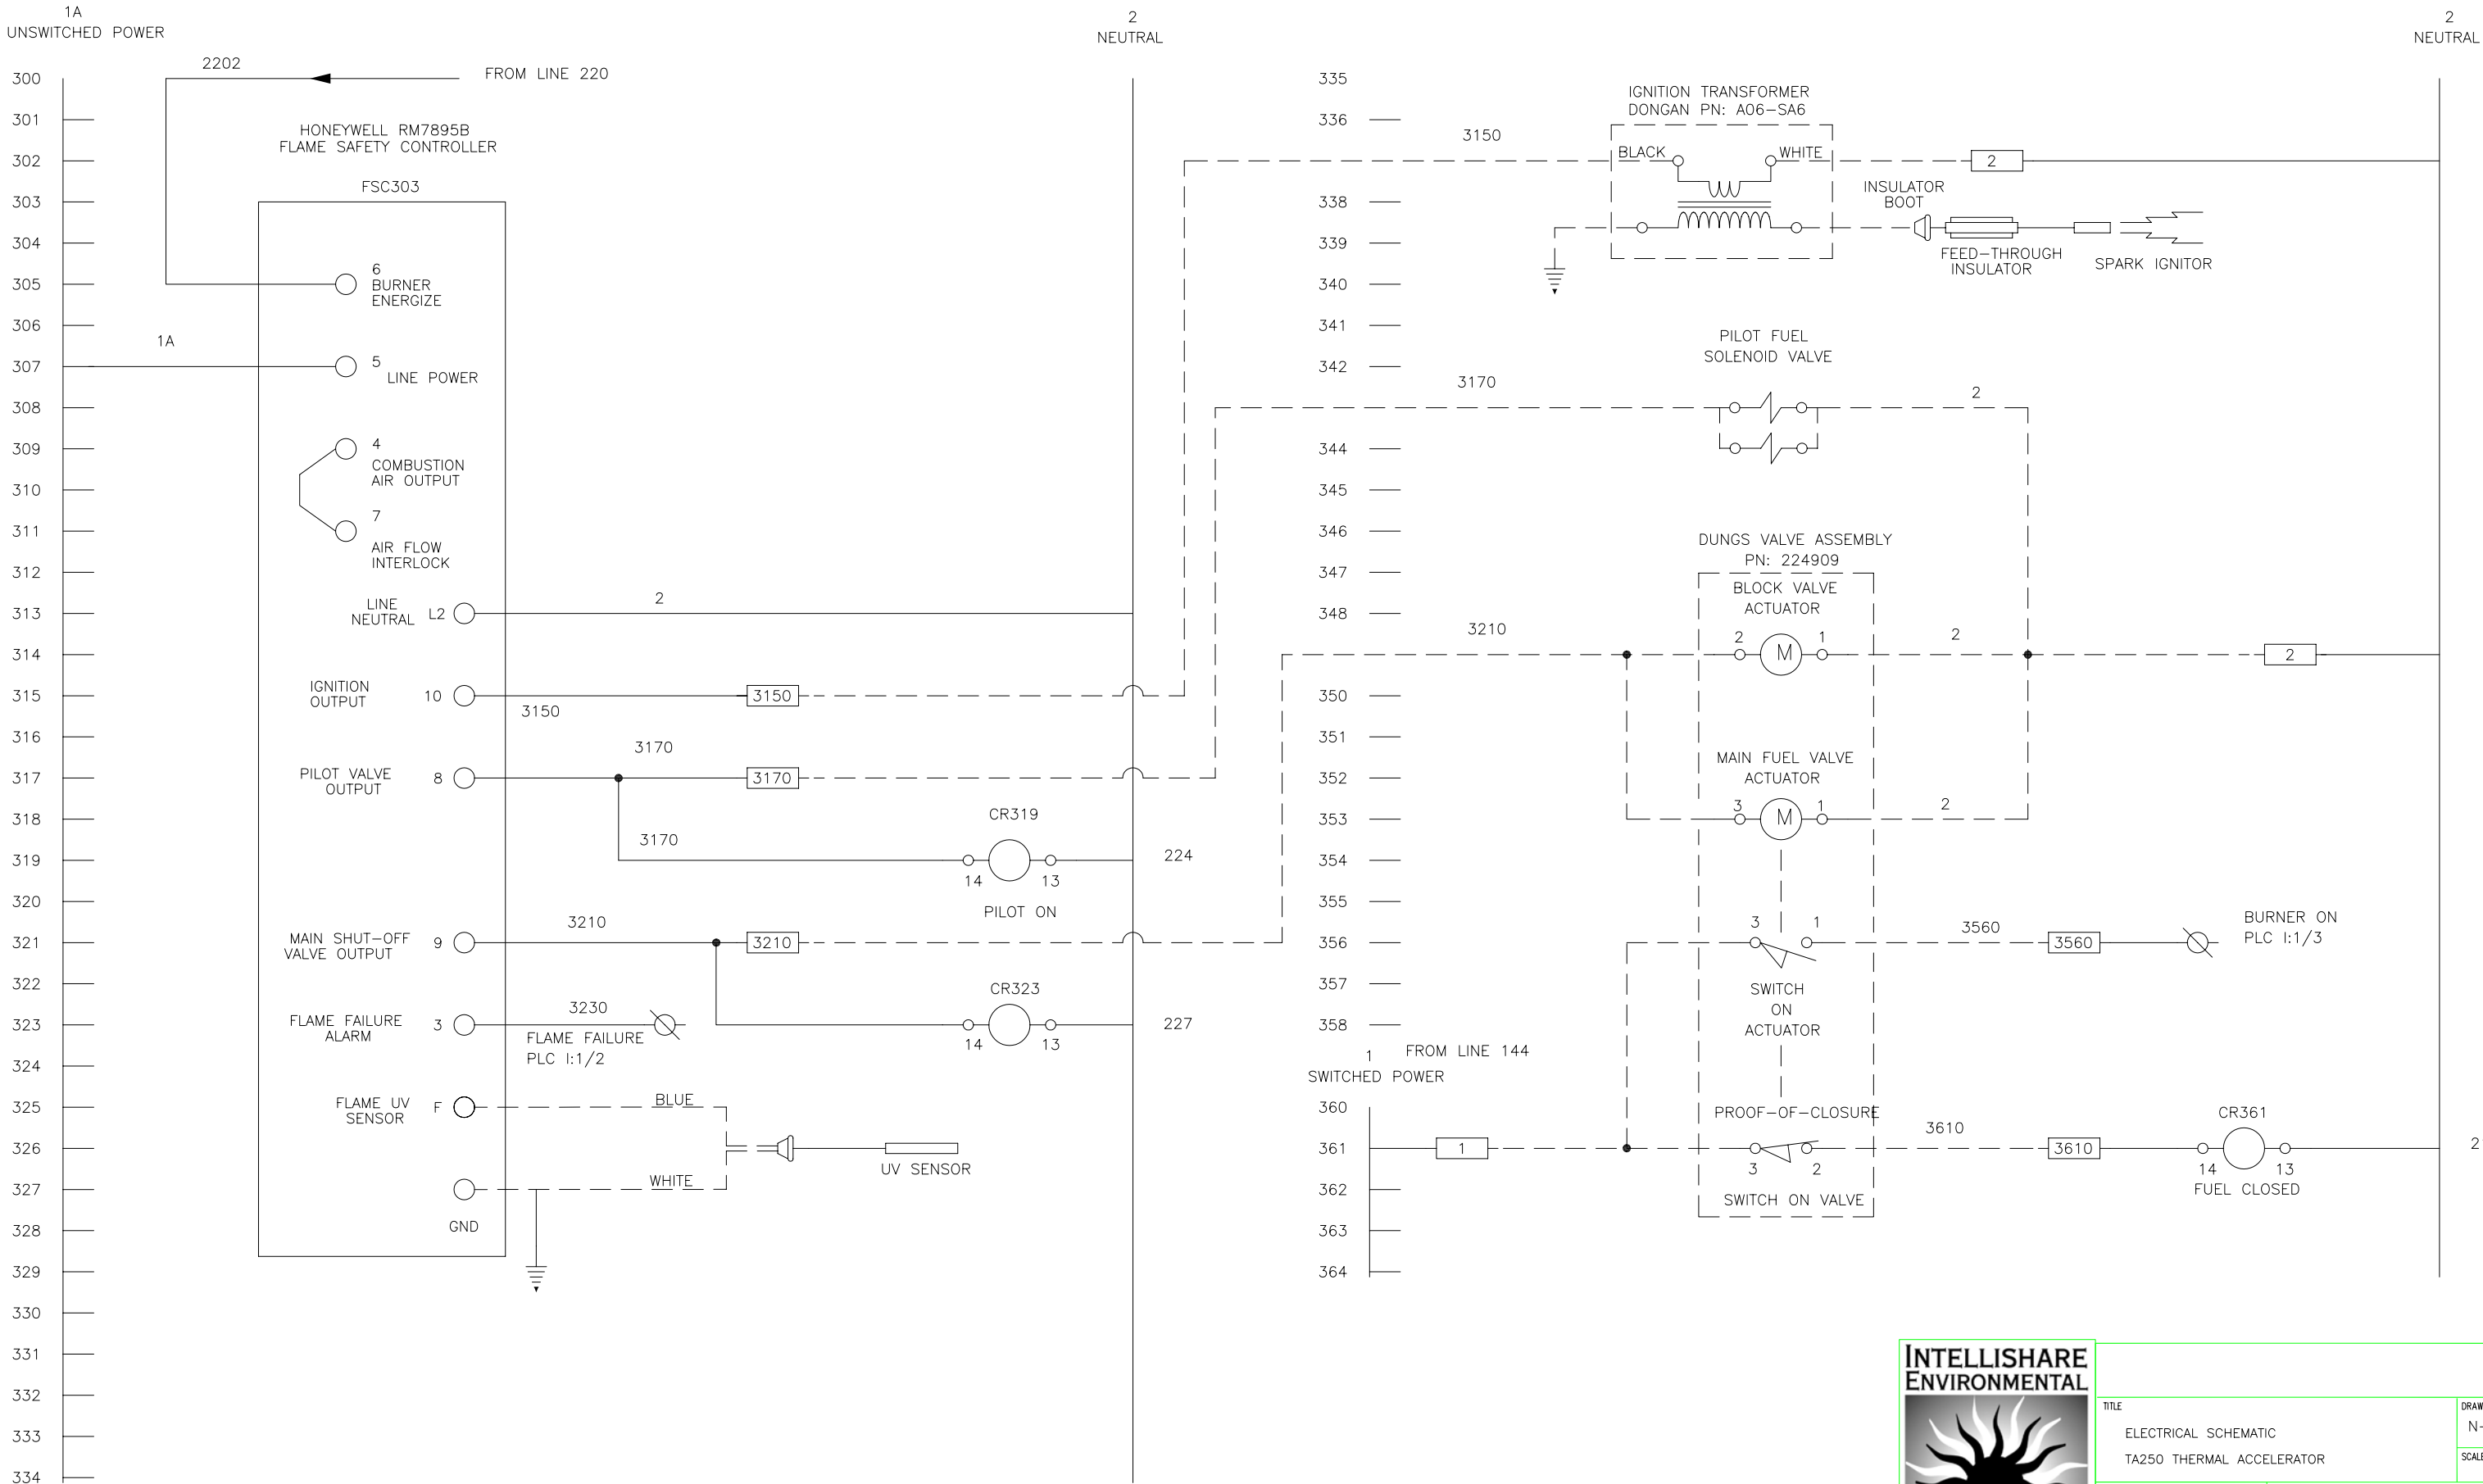 1A
UNSWITCHED POWER
2
NEUTRAL
2
NEUTRAL
300
301
302
303
304
305
306
307
308
309
310
311
312
313
314
315
316
317
318
319
320
321
322
323
324
325
326
327
328
329
330
331
332
333
334
2202
FROM LINE 220
HONEYWELL RM7895B
FLAME SAFETY CONTROLLER
FSC303
6
BURNER
ENERGIZE
1A
5
LINE POWER
4
COMBUSTION
AIR OUTPUT
7
AIR FLOW
INTERLOCK
LINE
NEUTRAL L2
2
IGNITION
OUTPUT
10
3150
3150
PILOT VALVE
OUTPUT
8
3170
3170
3170
CR319
14 13
PILOT ON
224
MAIN SHUT-OFF
VALVE OUTPUT
9
3210
3210
CR323
14 13
227
FLAME FAILURE
ALARM
3
3230
FLAME FAILURE
PLC I:1/2
FLAME UV
SENSOR
F
BLUE
WHITE
UV SENSOR
GND
335
336
338
339
340
341
342
344
345
346
347
348
350
351
352
353
354
355
356
357
358
1 FROM LINE 144
SWITCHED POWER
360
361
362
363
364
IGNITION TRANSFORMER
DONGAN PN: A06-SA6
3150
BLACK
WHITE
2
INSULATOR
BOOT
FEED-THROUGH
INSULATOR
SPARK IGNITOR
PILOT FUEL
SOLENOID VALVE
3170
2
DUNGS VALVE ASSEMBLY
PN: 224909
BLOCK VALVE
ACTUATOR
3210
2 M 1
2
2
MAIN FUEL VALVE
ACTUATOR
3 M 1
2
3 1
3560
3560
BURNER ON
PLC I:1/3
SWITCH
ON
ACTUATOR
PROOF-OF-CLOSURE
1
3 2
3610
3610
CR361
14 13
FUEL CLOSED
2
SWITCH ON VALVE
INTELLISHARE
ENVIRONMENTAL
TITLE
ELECTRICAL SCHEMATIC
TA250 THERMAL ACCELERATOR
DRAW
N-
SCALE